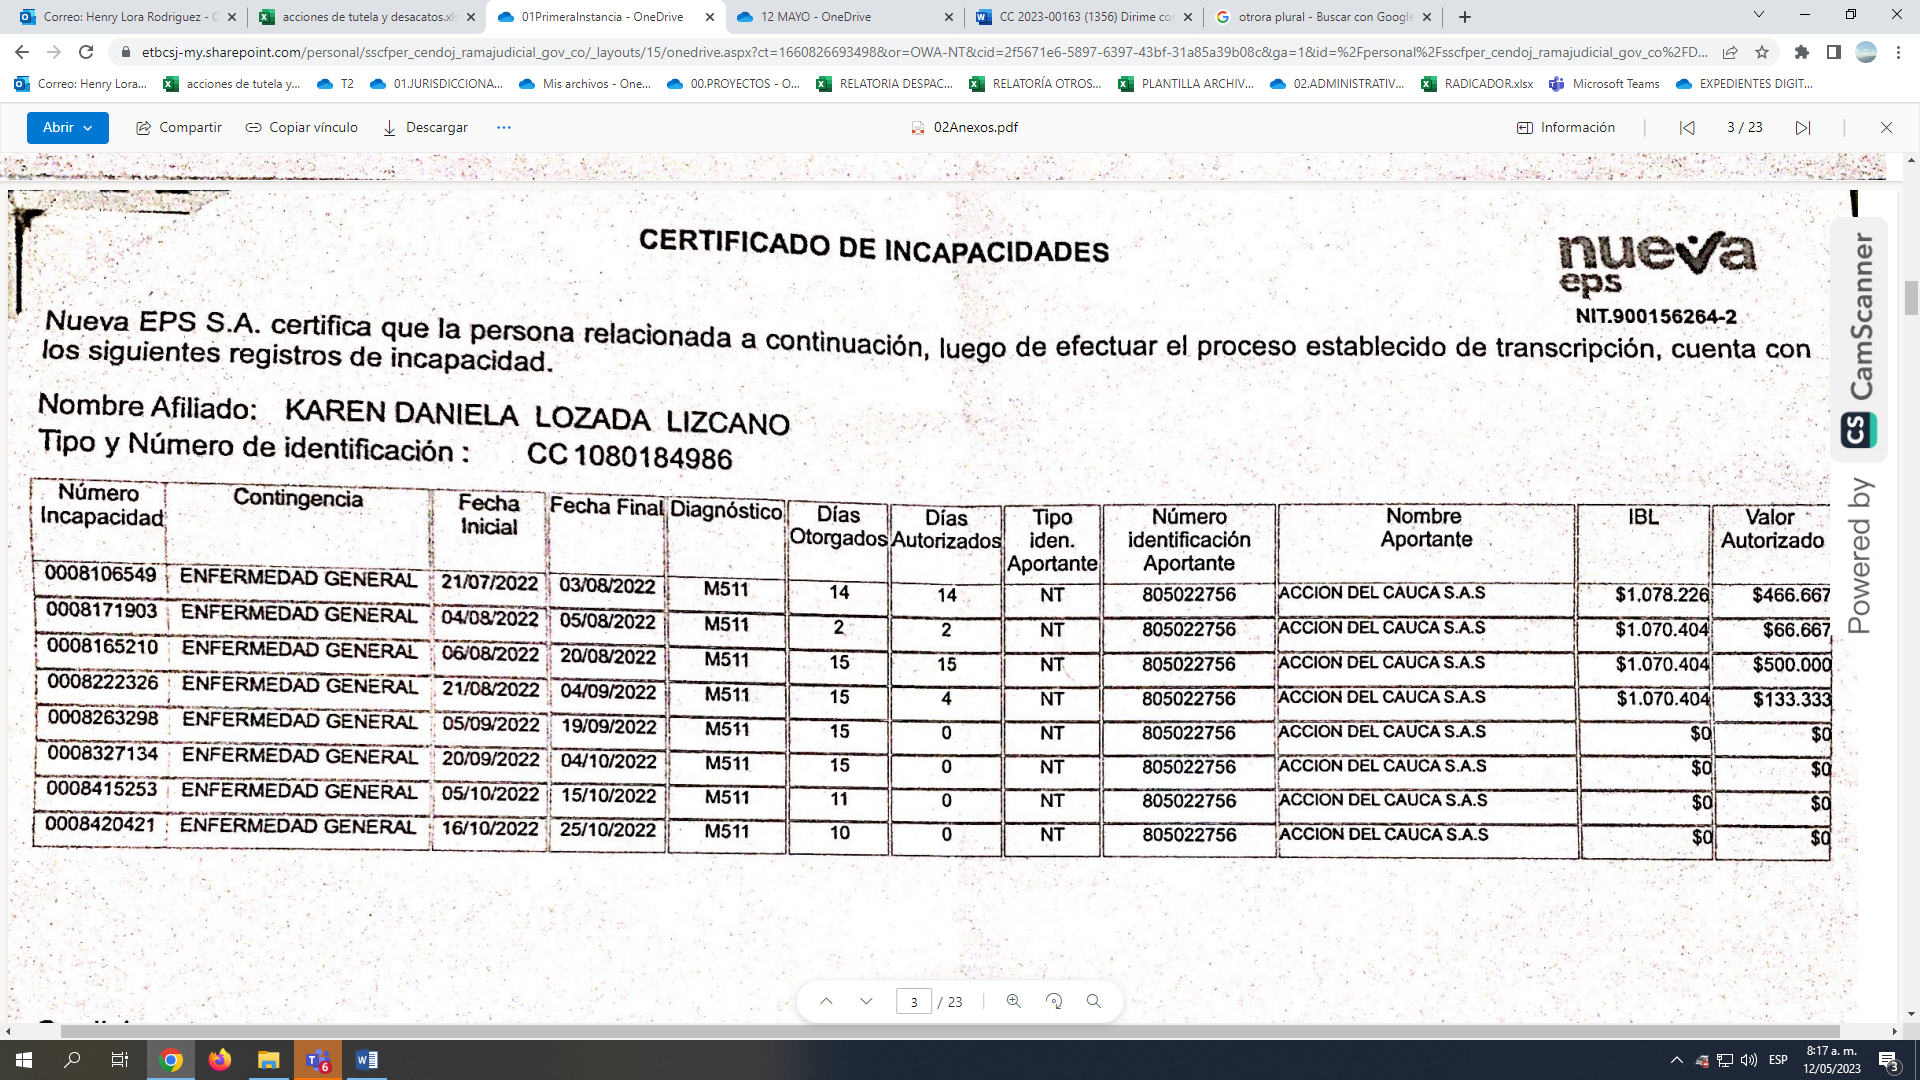 Correo: Henry Lora Rodriguez - O
acciones de tutela y desacatos.xls
01PrimeraInstancia - OneDrive
12 MAYO - OneDrive
CC 2023-00163 (1356) Dirime co
otrora plural - Buscar con Google
etbcsj-my.sharepoint.com/personal/sscfper_cendoj_ramajudicial_gov_co/_layouts/15/onedrive.aspx?ct=1660826693498&or=OWA-NT&cid=2f5671e6-5897-6397-43bf-31a85a39b08c&ga=1&id=%2Fpersonal%2Fsscfper_cendoj_ramajudicial_gov_co%2FD...
Correo: Henry Lora...
acciones de tutela y...
T2
01.JURISDICCIONA...
Mis archivos - One...
00.PROYECTOS - O...
RELATORIA DESPAC...
RELATORÍA OTROS...
PLANTILLA ARCHIV...
02.ADMINISTRATIV...
RADICADOR.xlsx
Microsoft Teams
EXPEDIENTES DIGIT...
Abrir
Compartir
Copiar vínculo
Descargar
02Anexos.pdf
Información
3 / 23
CERTIFICADO DE INCAPACIDADES
nueva
eps
NIT.900156264-2
Nueva EPS S.A. certifica que la persona relacionada a continuación, luego de efectuar el proceso establecido de transcripción, cuenta con
los siguientes registros de incapacidad.
Nombre Afiliado: KAREN DANIELA LOZADA LIZCANO
Tipo y Número de identificación : CC 1080184986
Número Incapacidad Contingencia Fecha Inicial Fecha Final Diagnóstico Días Otorgados Días Autorizados Tipo iden. Aportante Número identificación Aportante Nombre Aportante IBL Valor Autorizado
0008106549 ENFERMEDAD GENERAL 21/07/2022 03/08/2022 M511 14 14 NT 805022756 ACCION DEL CAUCA S.A.S $1.078.226 $466.667
0008171903 ENFERMEDAD GENERAL 04/08/2022 05/08/2022 M511 2 2 NT 805022756 ACCION DEL CAUCA S.A.S $1.070.404 $66.667
0008165210 ENFERMEDAD GENERAL 06/08/2022 20/08/2022 M511 15 15 NT 805022756 ACCION DEL CAUCA S.A.S $1.070.404 $500.000
0008222326 ENFERMEDAD GENERAL 21/08/2022 04/09/2022 M511 15 4 NT 805022756 ACCION DEL CAUCA S.A.S $1.070.404 $133.333
0008263298 ENFERMEDAD GENERAL 05/09/2022 19/09/2022 M511 15 0 NT 805022756 ACCION DEL CAUCA S.A.S $0 $0
0008327134 ENFERMEDAD GENERAL 20/09/2022 04/10/2022 M511 15 0 NT 805022756 ACCION DEL CAUCA S.A.S $0 $0
0008415253 ENFERMEDAD GENERAL 05/10/2022 15/10/2022 M511 11 0 NT 805022756 ACCION DEL CAUCA S.A.S $0 $0
0008420421 ENFERMEDAD GENERAL 16/10/2022 25/10/2022 M511 10 0 NT 805022756 ACCION DEL CAUCA S.A.S $0 $0
Powered by CS CamScanner
3 / 23
6
ESP
8:17 a. m.
12/05/2023
3